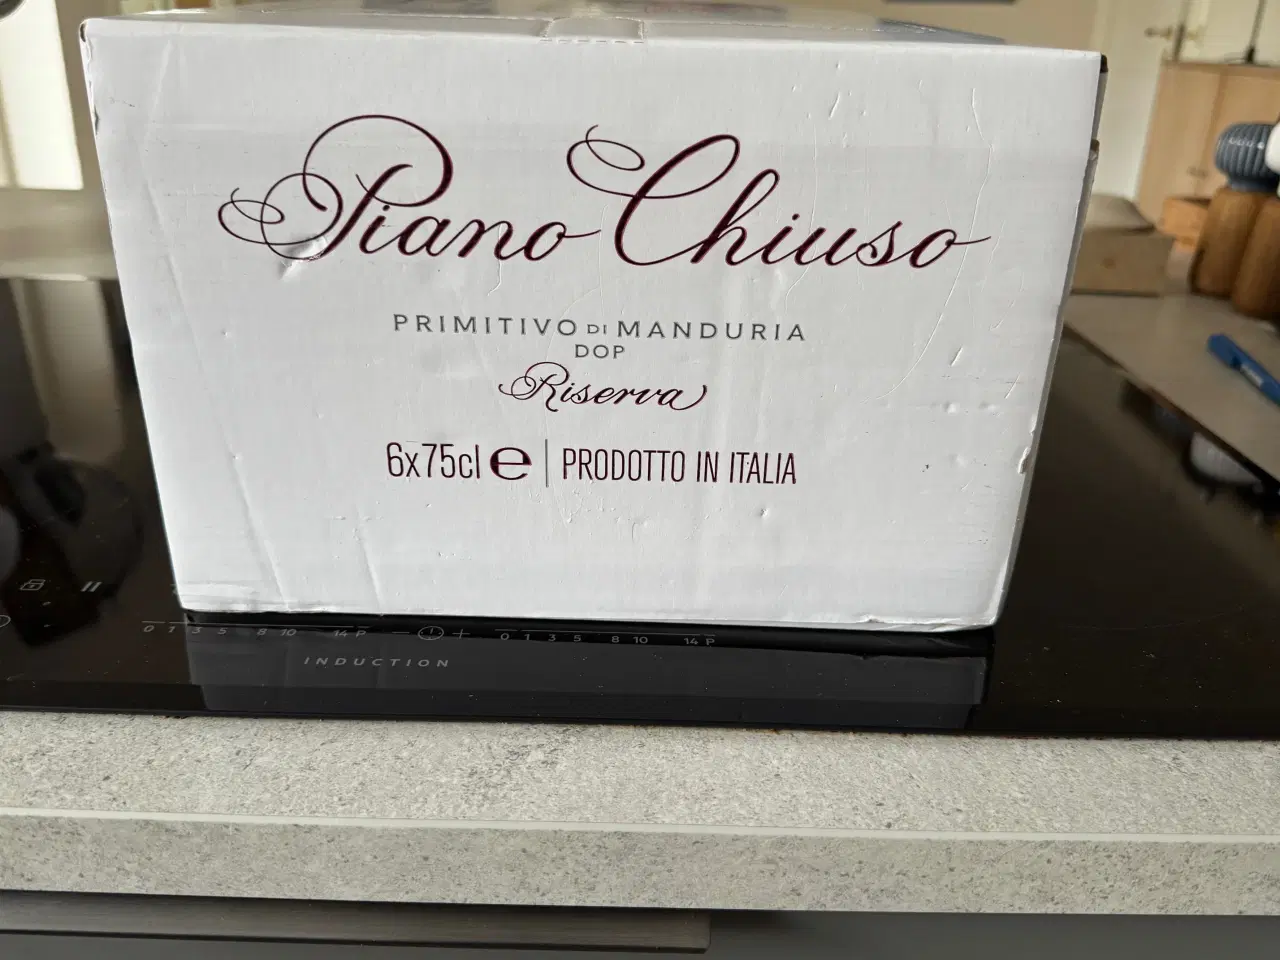 Piano Chiuso
PRIMITIVO DI MANDURIA
DOP
Riserva
6x75cl e | PRODOTTO IN ITALIA
0 1 3 5 8 10 14 P — + 0 1 3 5 8 10 14 P
INDUCTION